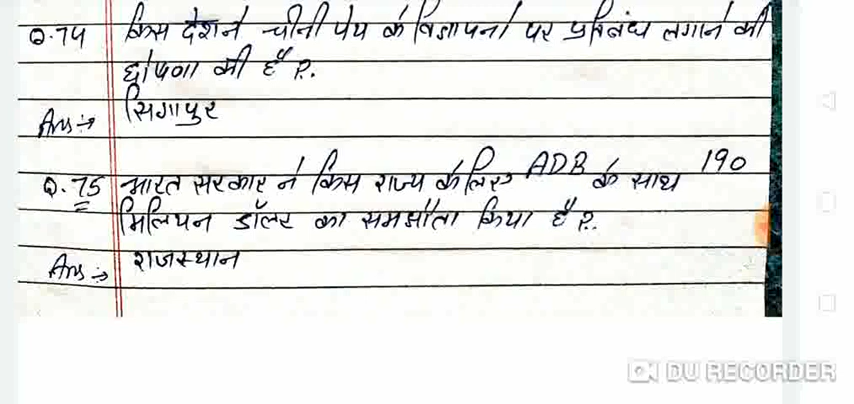 Q.74 किस देश ने चीनी पेय के विज्ञापनों पर प्रतिबंध लगाने की
घोषणा की है ?.
Ans → सिंगापुर
Q.75 भारत सरकार ने किस राज्य के लिए ADB के साथ 190
मिलियन डॉलर का समझौता किया है ?.
Ans → राजस्थान
DU RECORDER